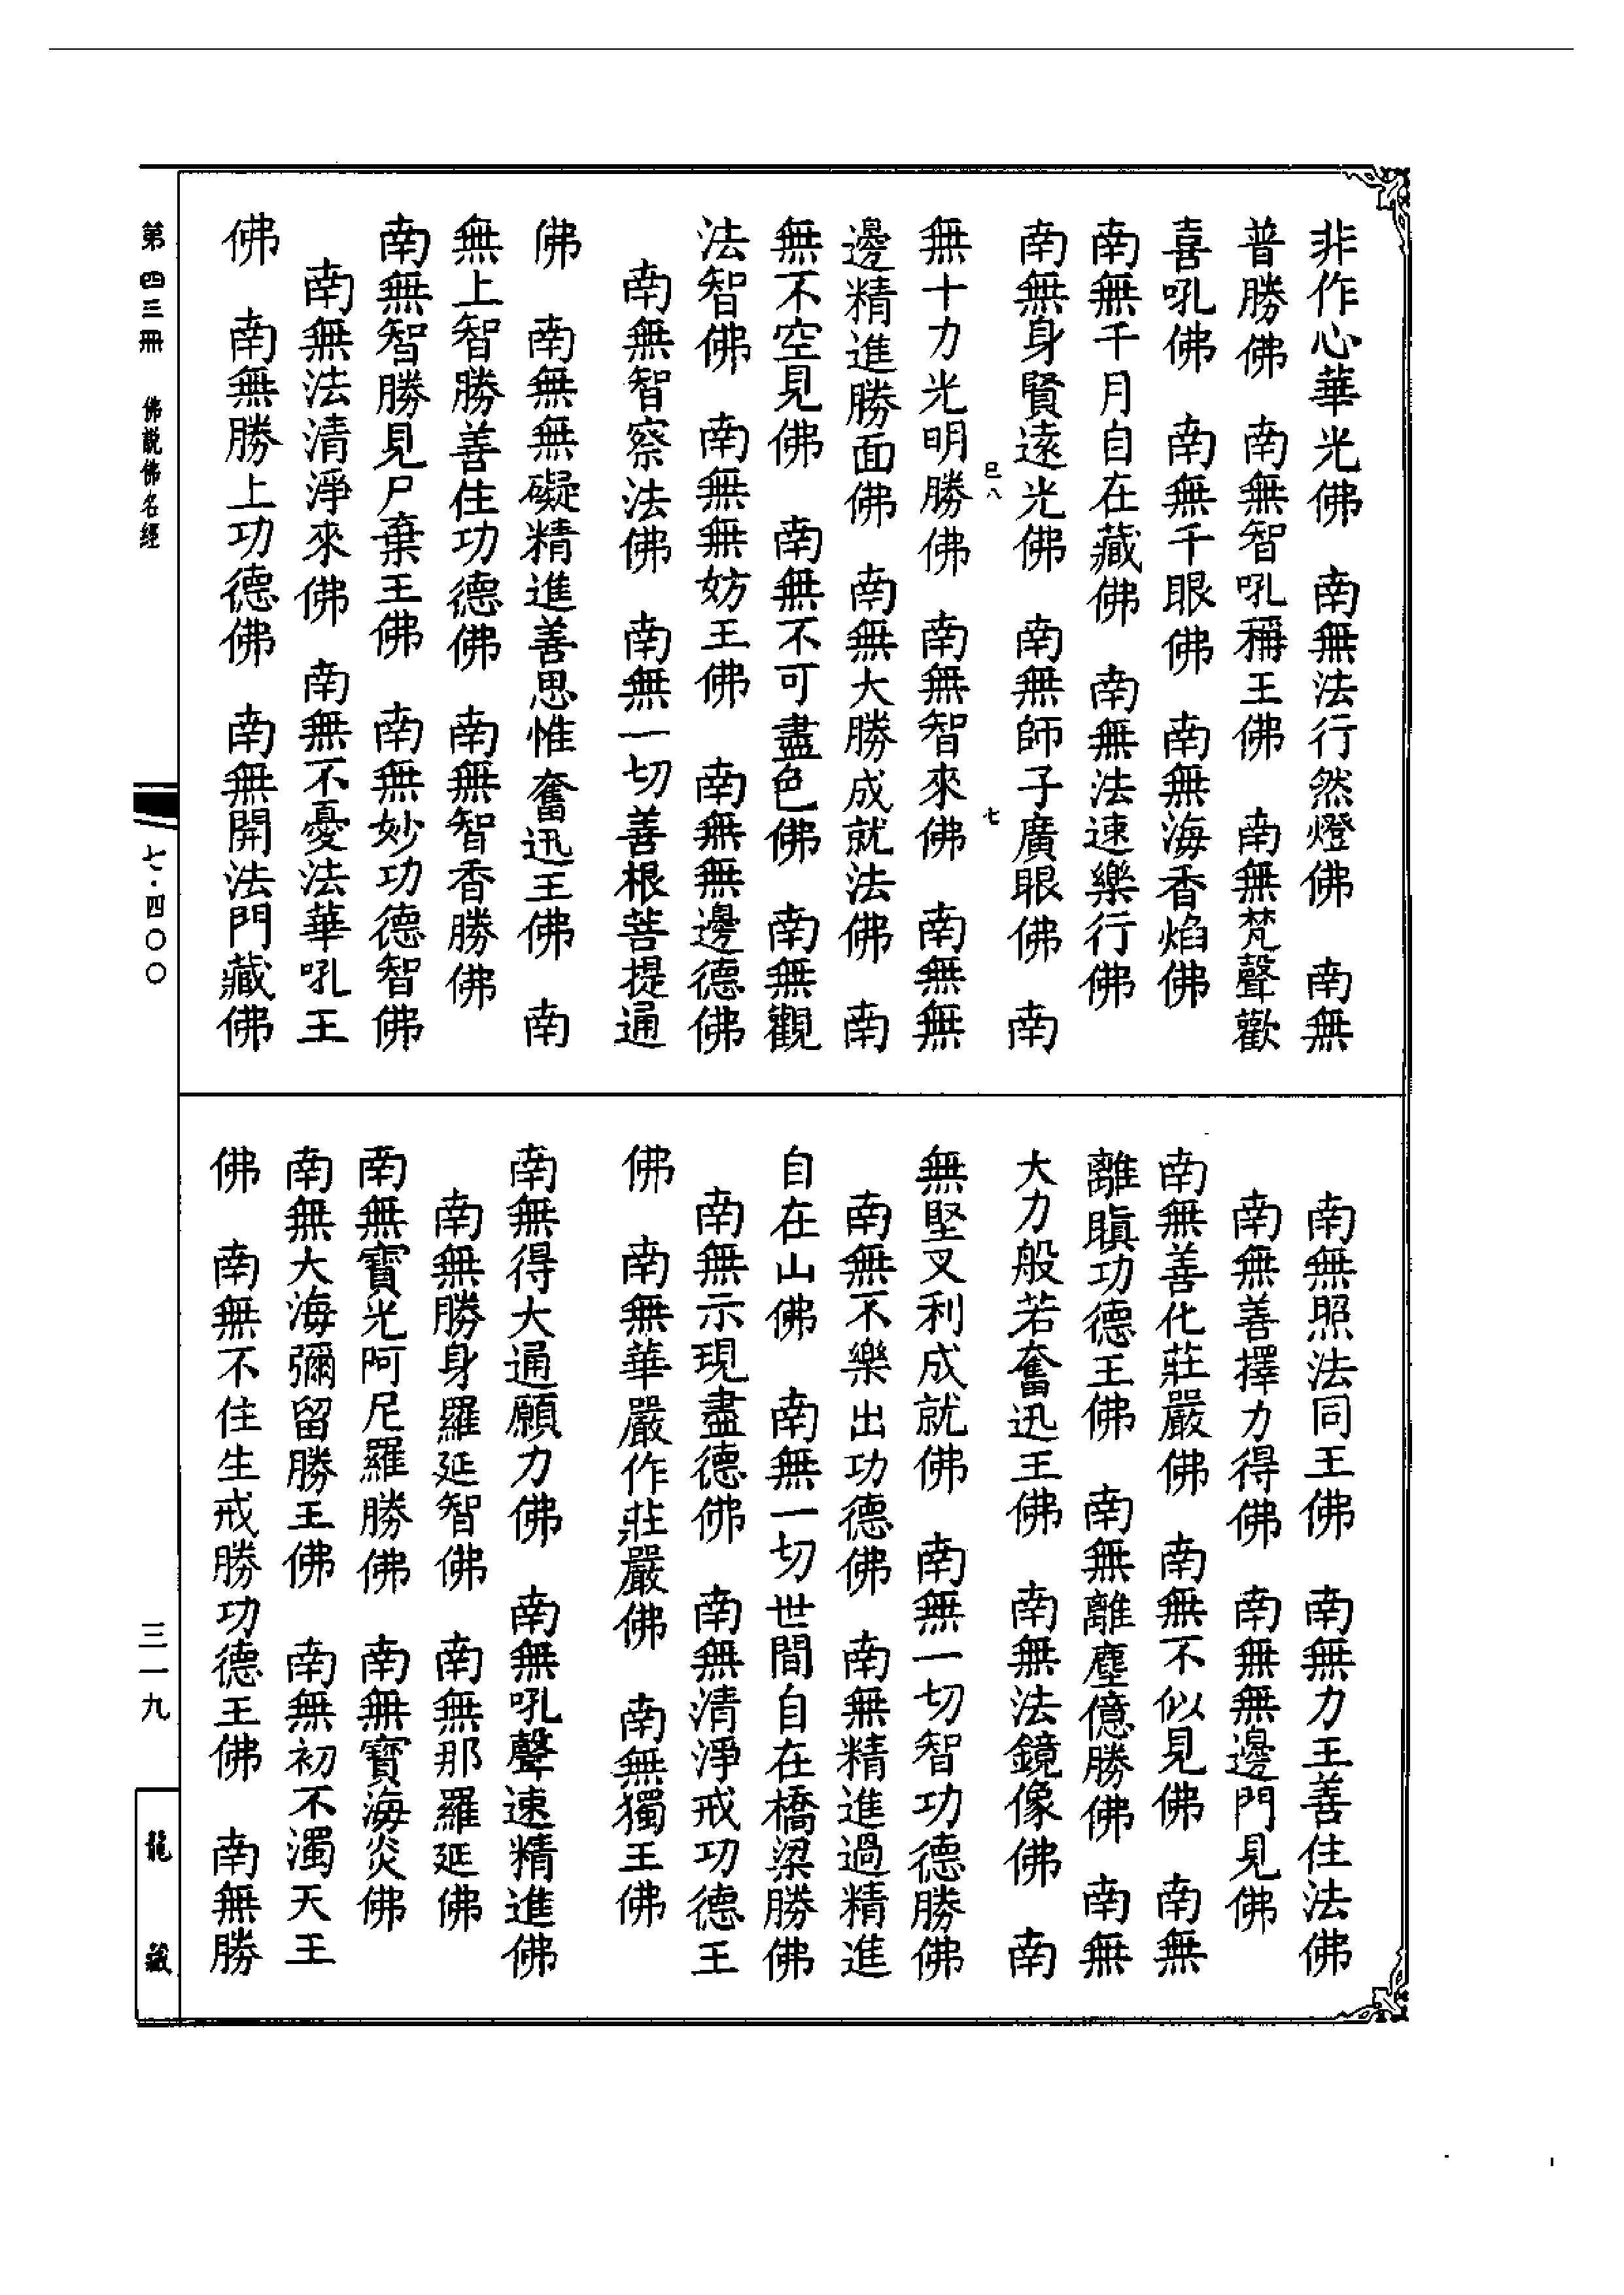 非作心華光佛　南無法行然燈佛　南無
普勝佛　南無智吼稱王佛　南無梵聲歡
喜吼佛　南無千眼佛　南無海香焰佛
南無千月自在藏佛　南無法速樂行佛
南無身賢遠光佛　南無師子廣眼佛　南
巳八　七
無十力光明勝佛　南無智來佛　南無無
邊精進勝面佛　南無大勝成就法佛　南
無不空見佛　南無不可盡色佛　南無觀
法智佛　南無無妨王佛　南無無邊德佛
南無智察法佛　南無一切善根菩提通
佛　南無無礙精進善思惟奮迅王佛　南
無上智勝善住功德佛　南無智香勝佛
南無智勝見尸棄王佛　南無妙功德智佛
南無法清淨來佛　南無不憂法華吼王
佛　南無勝上功德佛　南無開法門藏佛
南無照法同王佛　南無力王善住法佛
南無善擇力得佛　南無無邊門見佛
南無善化莊嚴佛　南無不似見佛　南無
離瞋功德王佛　南無離塵億勝佛　南無
大力般若奮迅王佛　南無法鏡像佛　南
無堅叉利成就佛　南無一切智功德勝佛
南無不樂出功德佛　南無精進過精進
自在山佛　南無一切世間自在橋梁勝佛
南無示現盡德佛　南無清淨戒功德王
佛　南無華嚴作莊嚴佛　南無獨王佛
南無得大通願力佛　南無吼聲速精進佛
南無勝身羅延智佛　南無那羅延佛
南無寶光阿尼羅勝佛　南無寶海炎佛
南無大海彌留勝王佛　南無初不濁天王
佛　南無不住生戒勝功德王佛　南無勝
第四三冊　佛説佛名經
七·四〇〇
三一九
龍藏